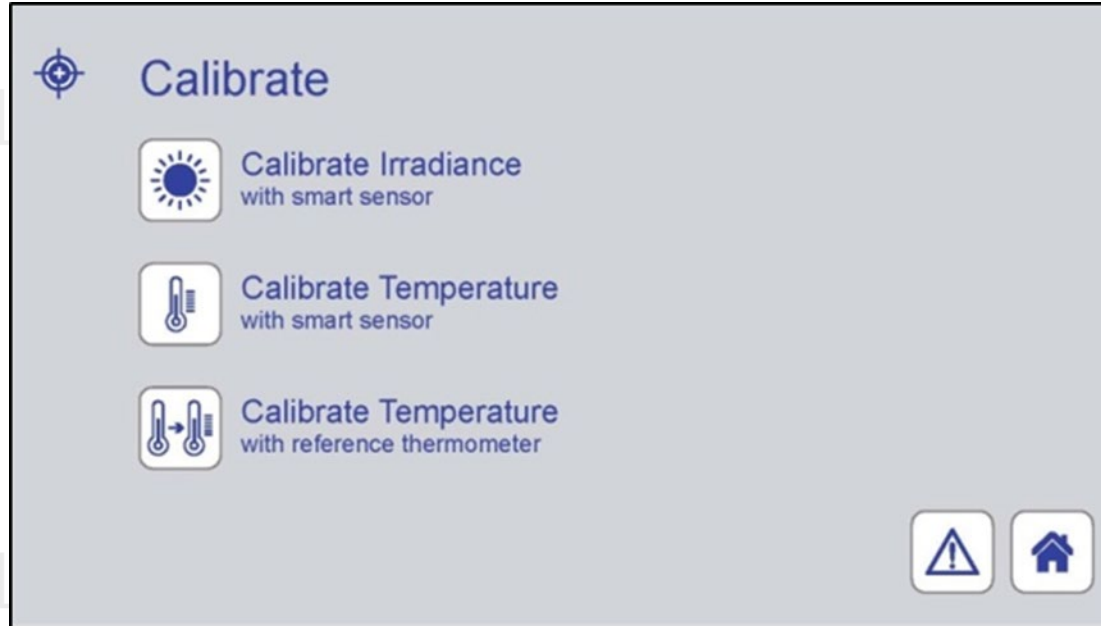 Calibrate
Calibrate Irradiance
with smart sensor
Calibrate Temperature
with smart sensor
Calibrate Temperature
with reference thermometer